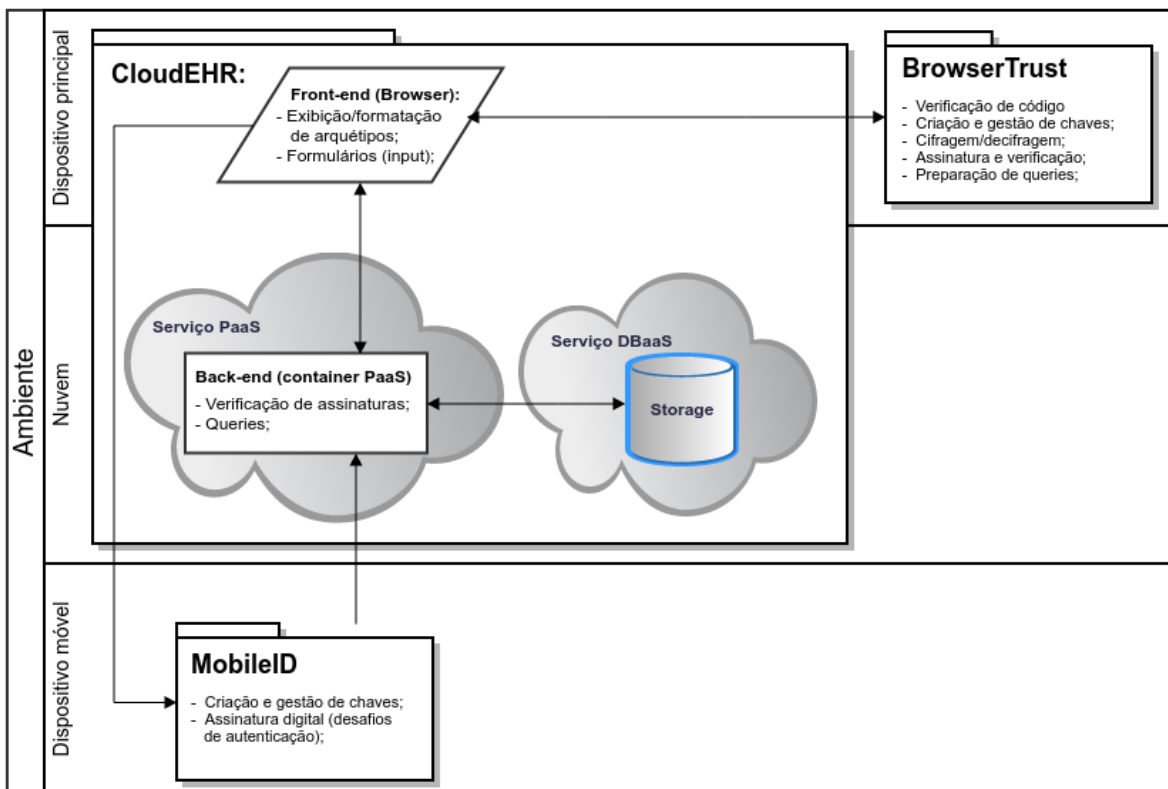 Ambiente
Dispositivo principal
CloudEHR:
Front-end (Browser):
- Exibição/formatação
de arquétipos;
- Formulários (input);
BrowserTrust
- Verificação de código
- Criação e gestão de chaves;
- Cifragem/decifragem;
- Assinatura e verificação;
- Preparação de queries;
Nuvem
Serviço PaaS
Back-end (container PaaS)
- Verificação de assinaturas;
- Queries;
Serviço DBaaS
Storage
Dispositivo móvel
MobileID
- Criação e gestão de chaves;
- Assinatura digital (desafios
de autenticação);